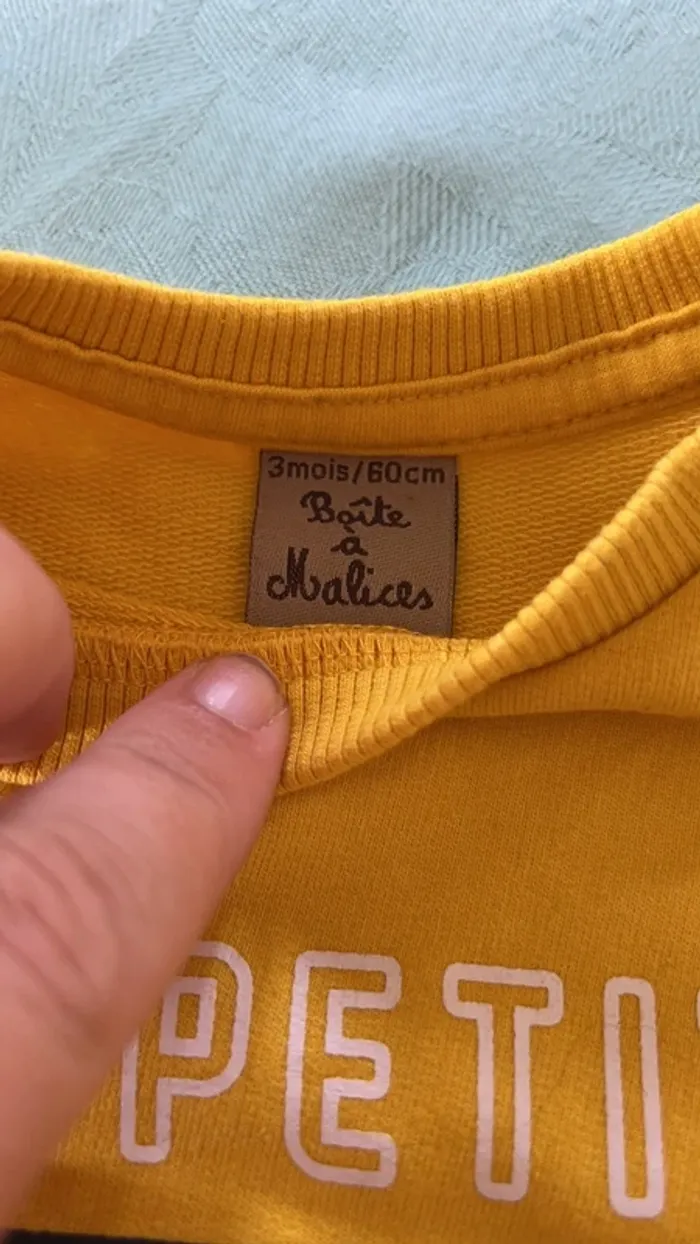 3mois/60cm
Boîte
à
Malices
PETI